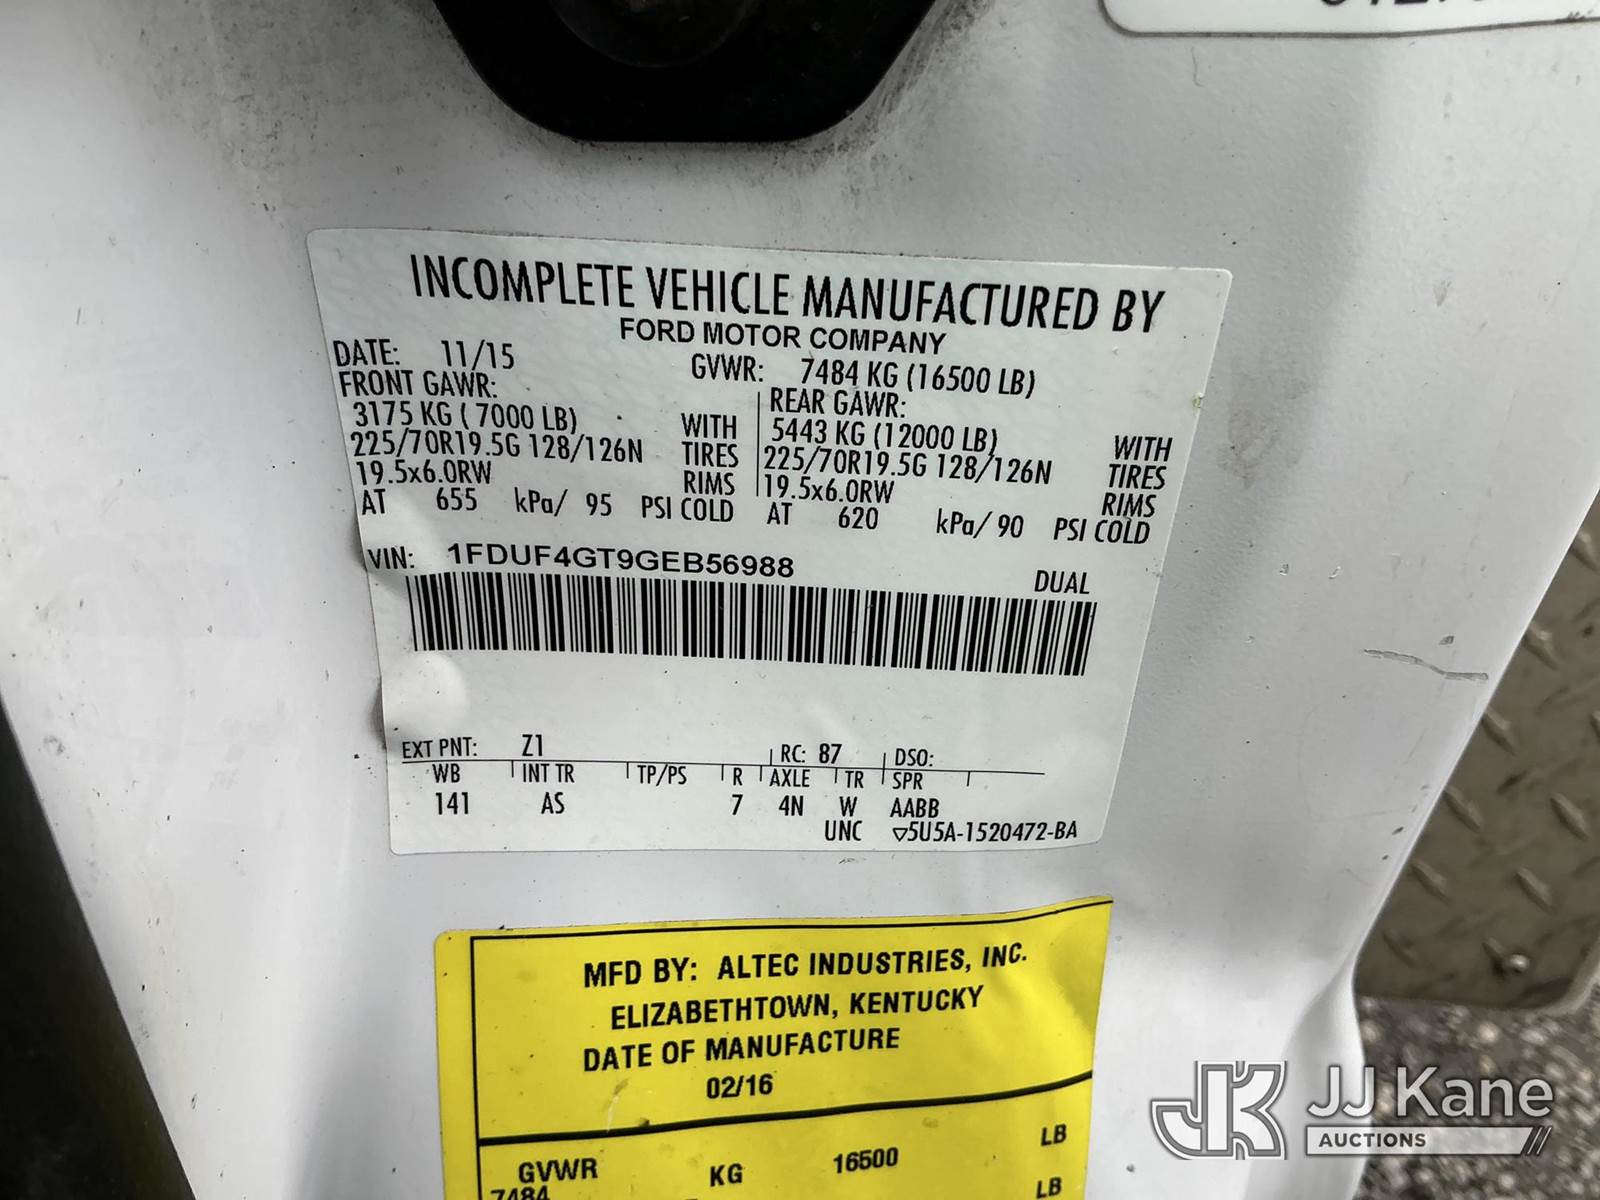 INCOMPLETE VEHICLE MANUFACTURED BY
FORD MOTOR COMPANY
DATE: 11/15 GVWR: 7484 KG (16500 LB)
FRONT GAWR: REAR GAWR:
3175 KG ( 7000 LB) WITH 5443 KG (12000 LB) WITH
225/70R19.5G 128/126N TIRES 225/70R19.5G 128/126N TIRES
19.5x6.0RW RIMS 19.5x6.0RW RIMS
AT 655 kPa/ 95 PSI COLD AT 620 kPa/ 90 PSI COLD
VIN: 1FDUF4GT9GEB56988
DUAL
EXT PNT: Z1 RC: 87 DSO:
WB INT TR TP/PS R AXLE TR SPR
141 AS 7 4N W AABB
UNC ▽5U5A-1520472-BA
MFD BY: ALTEC INDUSTRIES, INC.
ELIZABETHTOWN, KENTUCKY
DATE OF MANUFACTURE
02/16
GVWR KG 16500 LB
7484 LB
JK JJ Kane
AUCTIONS